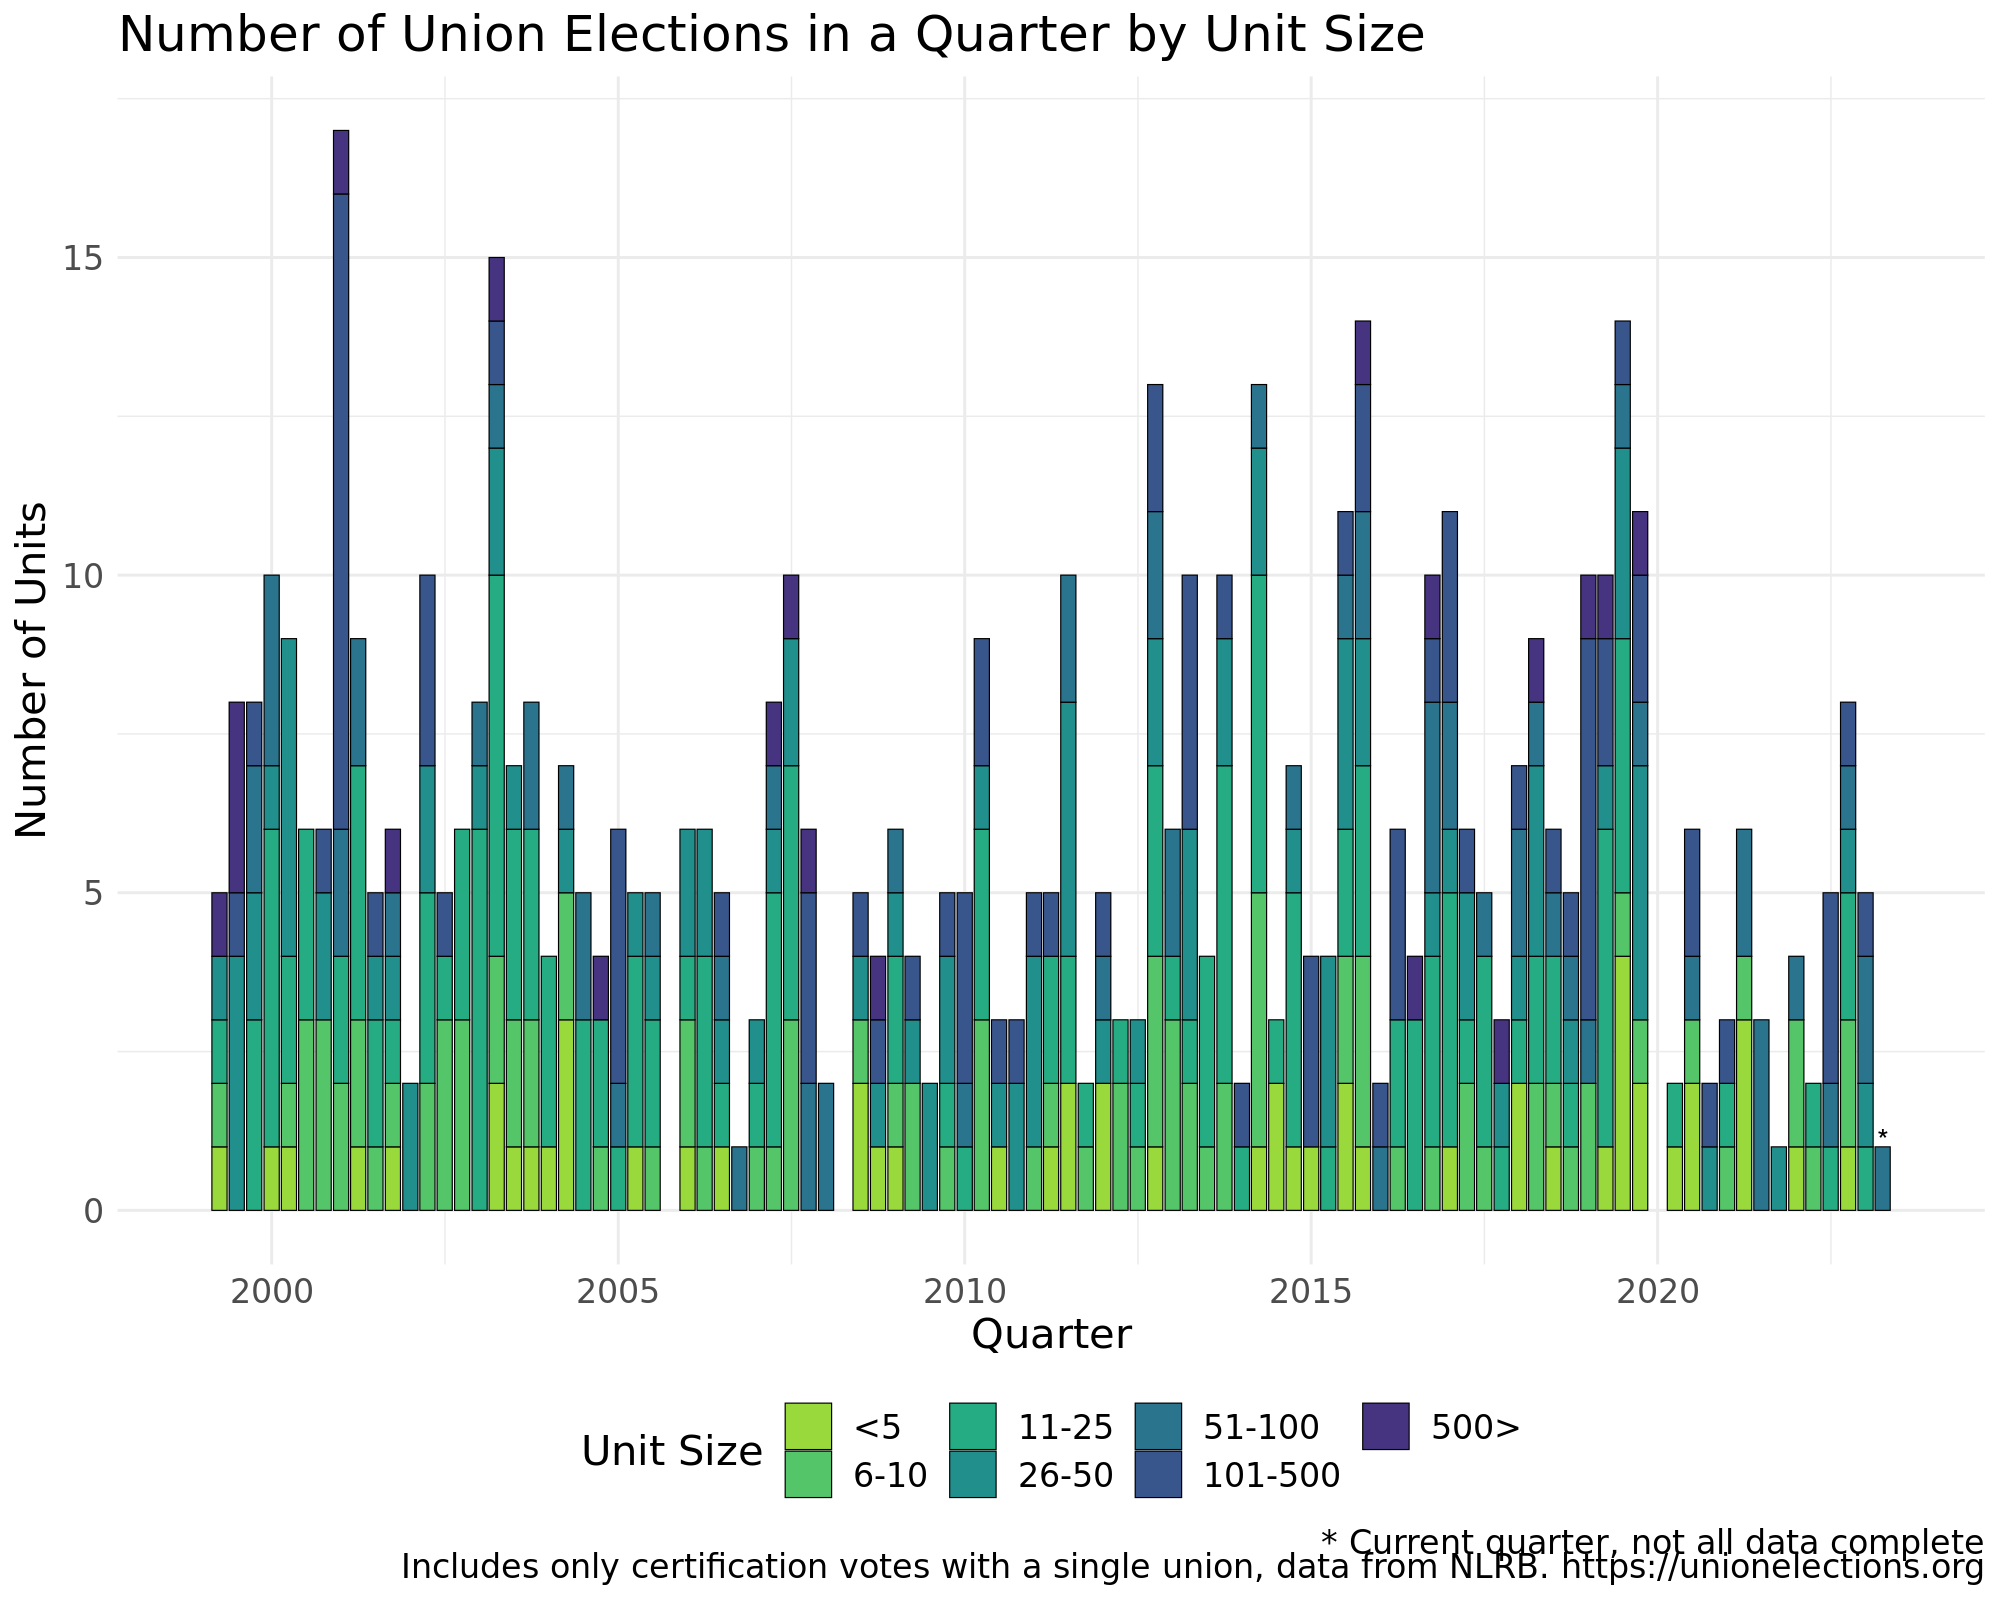 Number of Union Elections in a Quarter by Unit Size
Number of Units
15
10
5
0
*
2000 2005 2010 2015 2020
Quarter
Unit Size
<5 11-25 51-100 500>
6-10 26-50 101-500
* Current quarter, not all data complete
Includes only certification votes with a single union, data from NLRB. https://unionelections.org